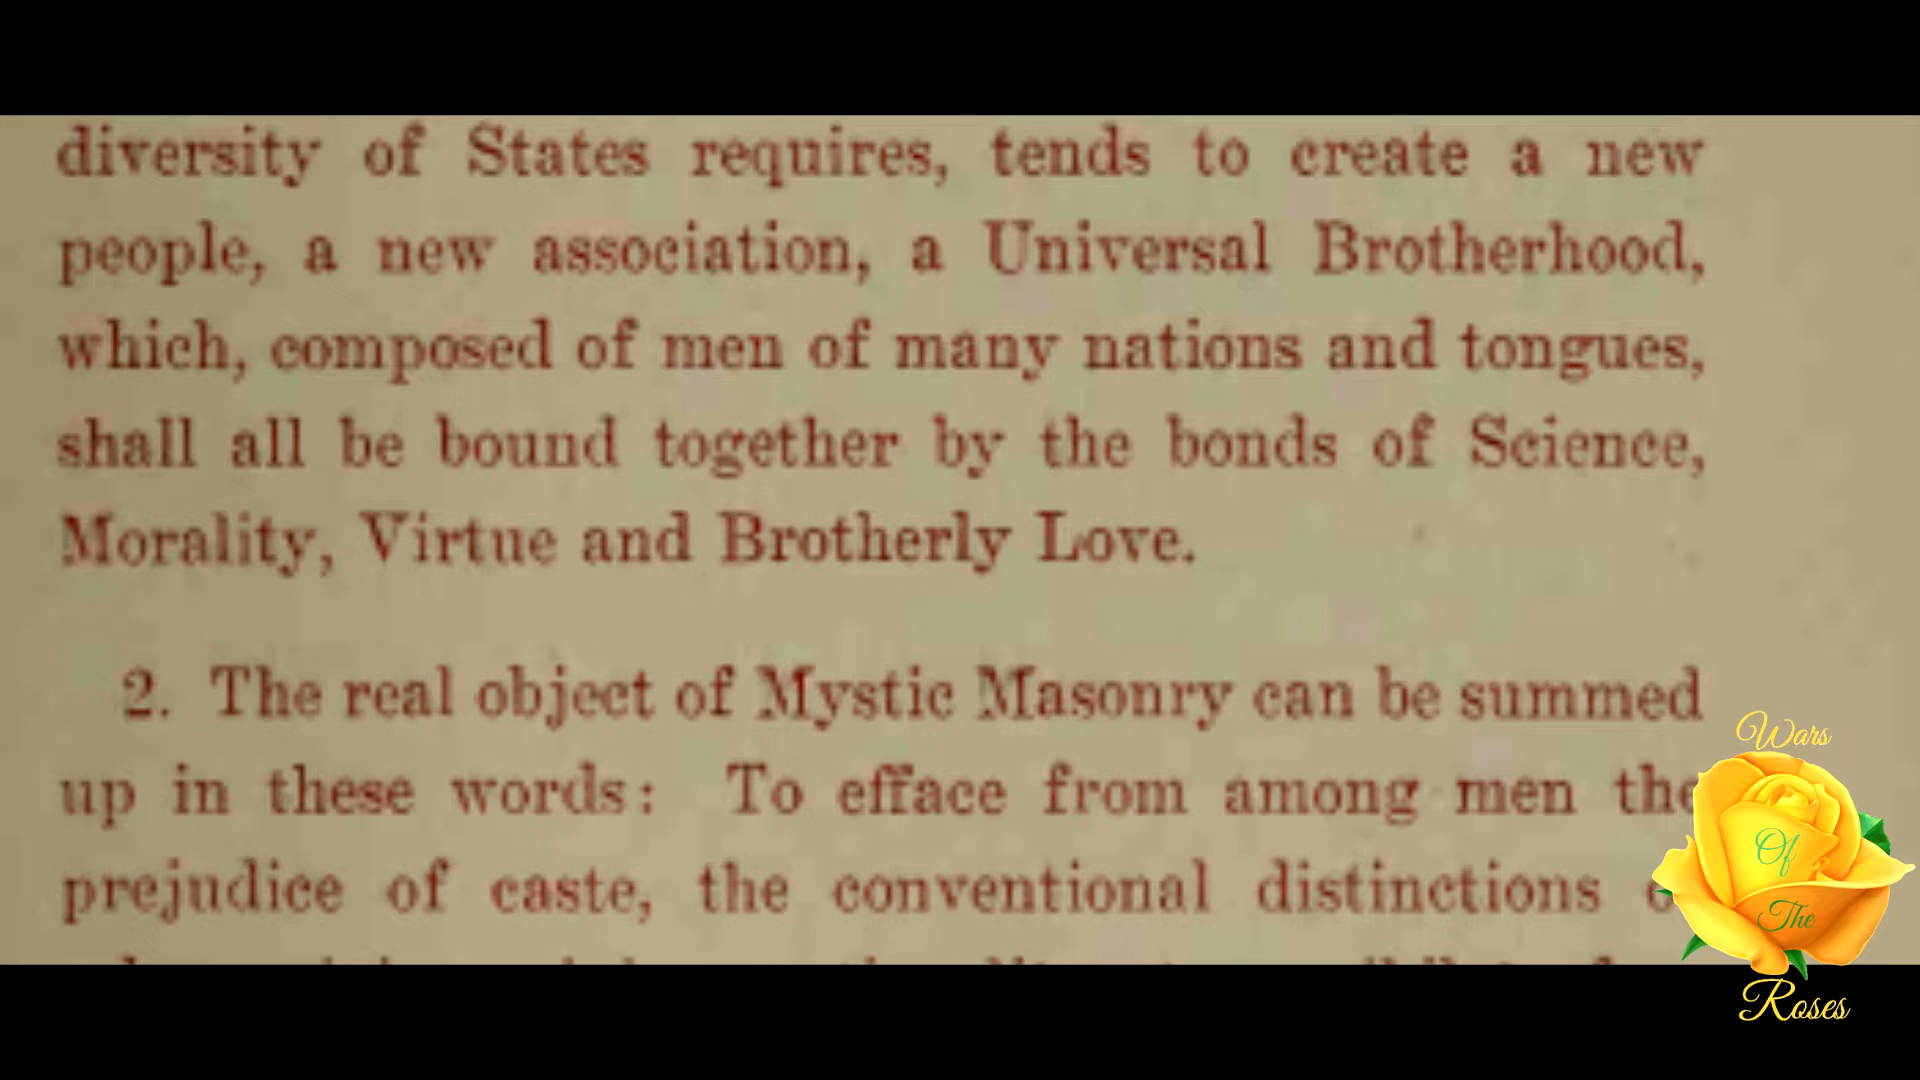 diversity of States requires, tends to create a new
people, a new association, a Universal Brotherhood,
which, composed of men of many nations and tongues,
shall all be bound together by the bonds of Science,
Morality, Virtue and Brotherly Love.
2. The real object of Mystic Masonry can be summed
up in these words: To efface from among men the
prejudice of caste, the conventional distinctions
Wars
Of
The
Roses